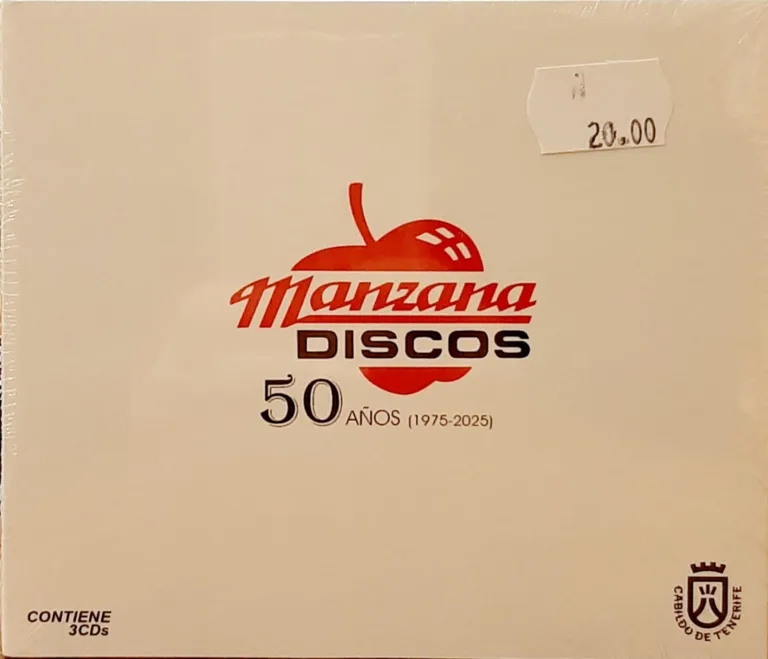 20.00
Manzana
DISCOS
50 AÑOS (1975-2025)
CONTIENE
3CDs
CABILDO DE TENERIFE